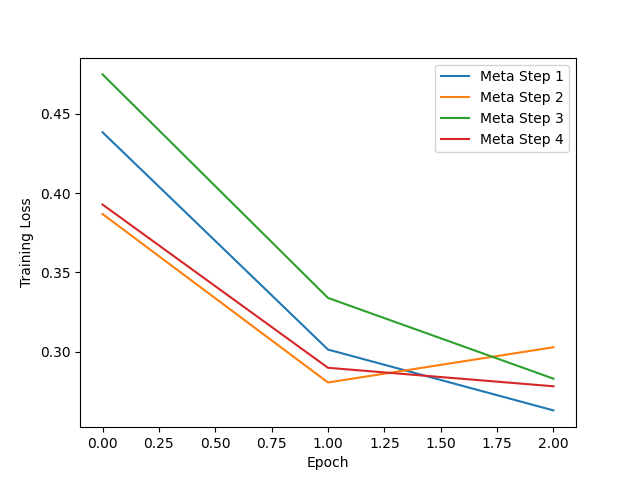 Meta Step 1
Meta Step 2
Meta Step 3
Meta Step 4
Training Loss
0.45
0.40
0.35
0.30
0.00 0.25 0.50 0.75 1.00 1.25 1.50 1.75 2.00
Epoch